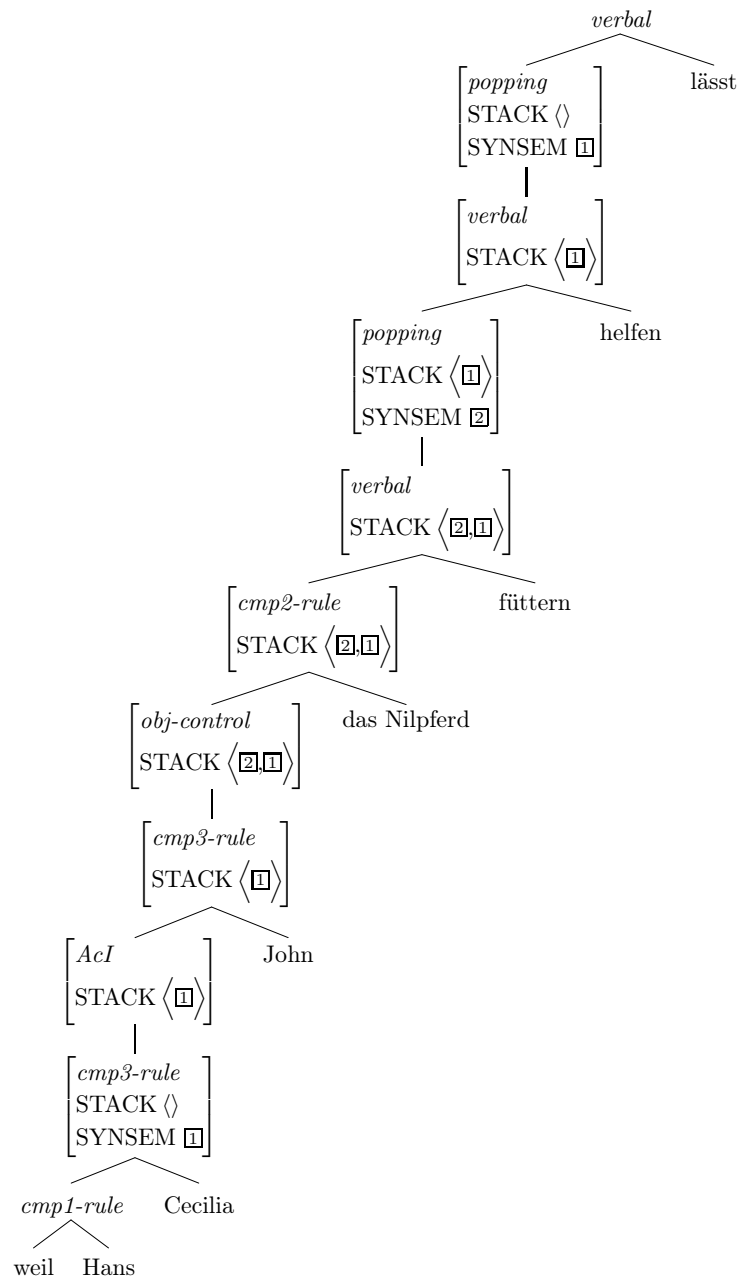 verbal
popping
STACK ⟨⟩
SYNSEM 1
lässt
verbal
STACK ⟨1⟩
popping
STACK ⟨1⟩
SYNSEM 2
helfen
verbal
STACK ⟨2,1⟩
cmp2-rule
STACK ⟨2,1⟩
füttern
obj-control
STACK ⟨2,1⟩
das Nilpferd
cmp3-rule
STACK ⟨1⟩
AcI
STACK ⟨1⟩
John
cmp3-rule
STACK ⟨⟩
SYNSEM 1
cmp1-rule Cecilia
weil Hans